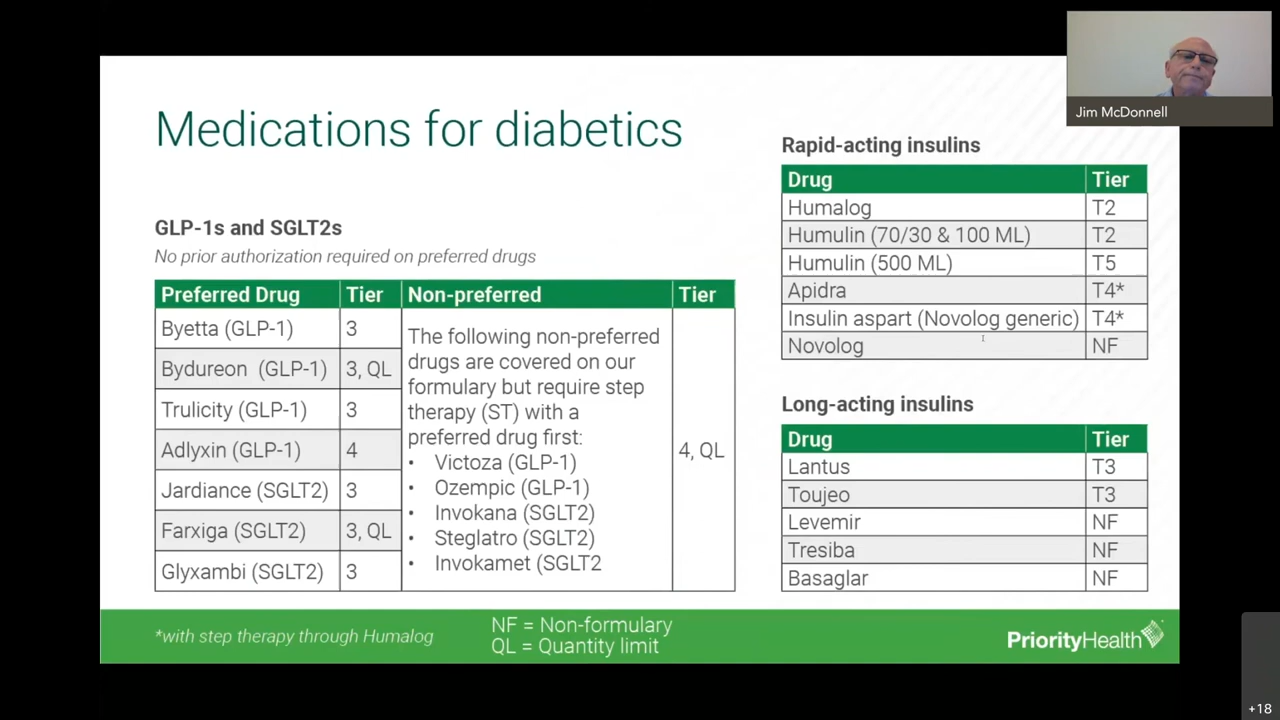 Jim McDonnell
Medications for diabetics
GLP-1s and SGLT2s
No prior authorization required on preferred drugs
Preferred Drug Tier Non-preferred Tier
Byetta (GLP-1) 3
Bydureon (GLP-1) 3, QL
Trulicity (GLP-1) 3
Adlyxin (GLP-1) 4
Jardiance (SGLT2) 3
Farxiga (SGLT2) 3, QL
Glyxambi (SGLT2) 3
The following non-preferred
drugs are covered on our
formulary but require step
therapy (ST) with a
preferred drug first:
• Victoza (GLP-1)
• Ozempic (GLP-1)
• Invokana (SGLT2)
• Steglatro (SGLT2)
• Invokamet (SGLT2
4, QL
Rapid-acting insulins
Drug Tier
Humalog T2
Humulin (70/30 & 100 ML) T2
Humulin (500 ML) T5
Apidra T4*
Insulin aspart (Novolog generic) T4*
Novolog NF
Long-acting insulins
Drug Tier
Lantus T3
Toujeo T3
Levemir NF
Tresiba NF
Basaglar NF
*with step therapy through Humalog
NF = Non-formulary
QL = Quantity limit
PriorityHealth
+18